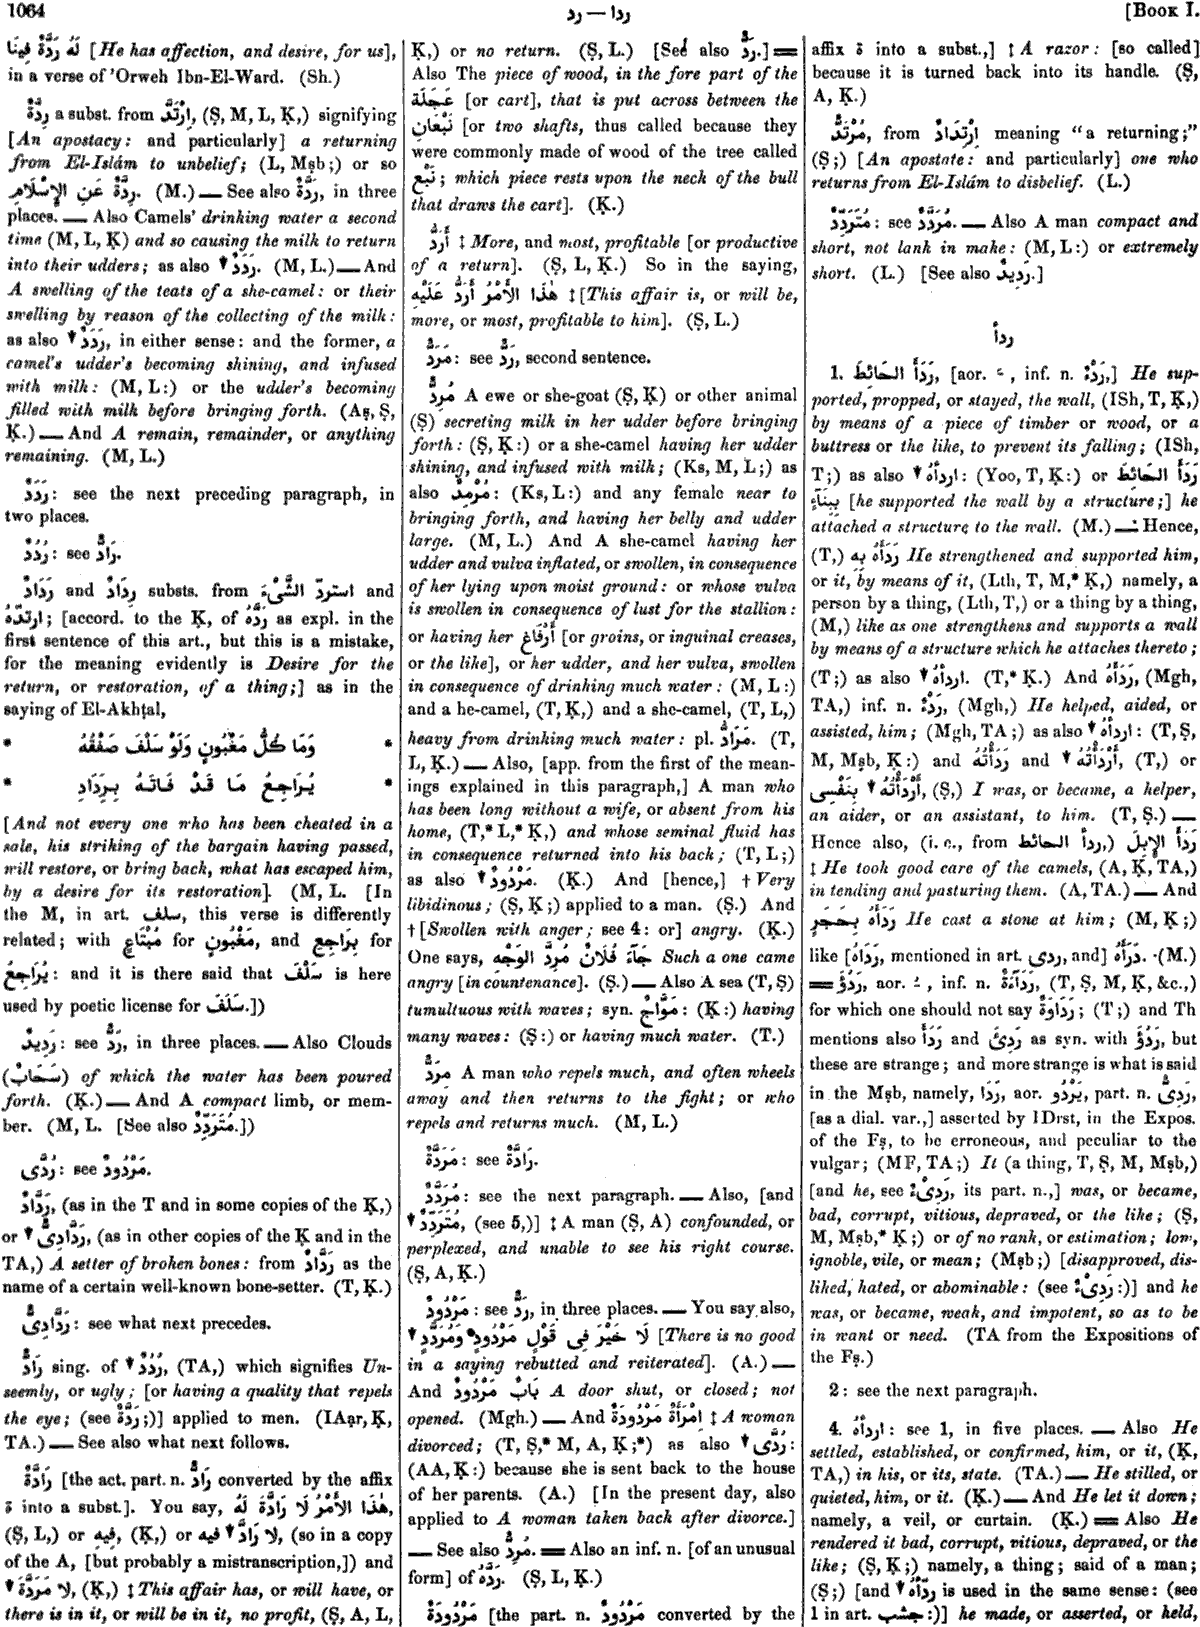 1064
ردا — رد
[Book I.
لَهُ رَدَّةٌ فِينَا [He has affection, and desire, for us],
in a verse of 'Orweh Ibn-El-Ward. (Sh.)
رِدَّةٌ a subst. from اِرْتَدَّ, (Ṣ, M, L, Ḳ,) signifying
[An apostacy: and particularly] a returning
from El-Islám to unbelief; (L, Mṣb;) or so
رِدَّةٌ عَنِ الإِسْلَامِ. (M.) — See also رَدَّةٌ, in three
places. — Also Camels' drinking water a second
time (M, L, Ḳ) and so causing the milk to return
into their udders; as also ▼ رَدَدٌ. (M, L.) — And
A swelling of the teats of a she-camel: or their
swelling by reason of the collecting of the milk:
as also ▼ رَدَدٌ, in either sense: and the former, a
camel's udder's becoming shining, and infused
with milk: (M, L:) or the udder's becoming
filled with milk before bringing forth. (Aṣ, Ṣ,
Ḳ.) — And A remain, remainder, or anything
remaining. (M, L.)
رَدَدٌ: see the next preceding paragraph, in
two places.
رُدُدٌ: see رَادٌّ.
رَدَادٌ and رِدَادٌ substs. from استردّ الشَّىْءَ and
ارتدّهُ; [accord. to the Ḳ, of رَدَّهُ as expl. in the
first sentence of this art., but this is a mistake,
for the meaning evidently is Desire for the
return, or restoration, of a thing;] as in the
saying of El-Akhṭal,
* وَمَا كُلُّ مَغْبُونٍ وَلَوْ سَلْفَ صَفْقُهُ *
* يُرَاجِعُ مَا قَدْ فَاتَهُ بِرَدَادِ *
[And not every one who has been cheated in a
sale, his striking of the bargain having passed,
will restore, or bring back, what has escaped him,
by a desire for its restoration]. (M, L. [In
the M, in art. سلف, this verse is differently
related; with مُبْتَاعٍ for مَغْبُونٍ, and بِرَاجِعِ for
يُرَاجِعُ: and it is there said that سَلْفَ is here
used by poetic license for سَلَفَ.])
رَدِيدٌ: see رَدٌّ, in three places. — Also Clouds
(سَحَابٌ) of which the water has been poured
forth. (Ḳ.) — And A compact limb, or mem-
ber. (M, L. [See also مُتَرَدِّدٌ.])
رُدَّى: see مَرْدُودٌ.
رَدَّادٌ, (as in the T and in some copies of the Ḳ,)
or ▼ رَدَّادِىٌّ, (as in other copies of the Ḳ and in the
TA,) A setter of broken bones: from رَدَّادٌ as the
name of a certain well-known bone-setter. (T, Ḳ.)
رَدَّادِىٌّ: see what next precedes.
رَادٌّ sing. of ▼ رُدُدٌ, (TA,) which signifies Un-
seemly, or ugly; [or having a quality that repels
the eye; (see رَدَّةٌ;)] applied to men. (IAạr, Ḳ,
TA.) — See also what next follows.
رَادَّةٌ [the act. part. n. رَادٌّ converted by the affix
ة into a subst.]. You say, هٰذَا الأَمْرُ لَا رَادَّةَ لَهُ,
(Ṣ, L,) or فِيهِ, (Ḳ,) or لا رَادَّ ▼ فيه, (so in a copy
of the A, [but probably a mistranscription,]) and
▼ لا مَرَدَّةَ, (Ḳ,) ‡ This affair has, or will have, or
there is in it, or will be in it, no profit, (Ṣ, A, L,
Ḳ,) or no return. (Ṣ, L.) [See also رَدٌّ.] ═
Also The piece of wood, in the fore part of the
عَجَلَة [or cart], that is put across between the
نَبْعَانِ [or two shafts, thus called because they
were commonly made of wood of the tree called
نَبْع; which piece rests upon the neck of the bull
that draws the cart]. (Ḳ.)
أَرَدُّ ‡ More, and most, profitable [or productive
of a return]. (Ṣ, L, Ḳ.) So in the saying,
هٰذَا الأَمْرُ أَرَدُّ عَلَيْهِ ‡ [This affair is, or will be,
more, or most, profitable to him]. (Ṣ, L.)
مَرَدٌّ: see رَدٌّ, second sentence.
مُرِدٌّ A ewe or she-goat (Ṣ, Ḳ) or other animal
(Ṣ) secreting milk in her udder before bringing
forth: (Ṣ, Ḳ:) or a she-camel having her udder
shining, and infused with milk; (Ks, M, L;) as
also مُرْمِدٌ: (Ks, L:) and any female near to
bringing forth, and having her belly and udder
large. (M, L.) And A she-camel having her
udder and vulva inflated, or swollen, in consequence
of her lying upon moist ground: or whose vulva
is swollen in consequence of lust for the stallion:
or having her أَرْفَاغ [or groins, or inguinal creases,
or the like], or her udder, and her vulva, swollen
in consequence of drinking much water: (M, L:)
and a he-camel, (T, Ḳ,) and a she-camel, (T, L,)
heavy from drinking much water: pl. مَرَادُّ. (T,
L, Ḳ.) — Also, [app. from the first of the mean-
ings explained in this paragraph,] A man who
has been long without a wife, or absent from his
home, (T,* L,* Ḳ,) and whose seminal fluid has
in consequence returned into his back; (T, L;)
as also ▼ مَرْدُودٌ. (Ḳ.) And [hence,] † Very
libidinous; (Ṣ, Ḳ;) applied to a man. (Ṣ.) And
† [Swollen with anger; see 4: or] angry. (Ḳ.)
One says, جَآءَ فُلَانٌ مُرِدَّ الوَجْهِ Such a one came
angry [in countenance]. (Ṣ.) — Also A sea (T, Ṣ)
tumultuous with waves; syn. مَوَّاجٌ: (Ḳ:) having
many waves: (Ṣ:) or having much water. (T.)
مِرَدٌّ A man who repels much, and often wheels
away and then returns to the fight; or who
repels and returns much. (M, L.)
مَرَدَّةٌ: see رَادَّةٌ.
مُرَدَّدٌ: see the next paragraph. — Also, [and
▼ مُتَرَدِّدٌ, (see 5,)] ‡ A man (Ṣ, A) confounded, or
perplexed, and unable to see his right course.
(Ṣ, A, Ḳ.)
مَرْدُودٌ: see رَدٌّ, in three places. — You say also,
لَا خَيْرَ فِى قَوْلٍ مَرْدُودٍ وَمُرَدَّدٍ ▼ [There is no good
in a saying rebutted and reiterated]. (A.) —
And بَابٌ مَرْدُودٌ A door shut, or closed; not
opened. (Mgh.) — And اِمْرَأَةٌ مَرْدُودَةٌ ‡ A woman
divorced; (T, Ṣ,* M, A, Ḳ;*) as also ▼ رُدَّى:
(AA, Ḳ:) because she is sent back to the house
of her parents. (A.) [In the present day, also
applied to A woman taken back after divorce.]
— See also مُرِدٌّ. ═ Also an inf. n. [of an unusual
form] of رَدَّهُ. (Ṣ, L, Ḳ.)
مَرْدُودَةٌ [the part. n. مَرْدُودٌ converted by the
affix ة into a subst.,] ‡ A razor: [so called]
because it is turned back into its handle. (Ṣ,
A, Ḳ.)
مُرْتَدٌّ, from اِرْتِدَادٌ meaning "a returning;"
(Ṣ;) [An apostate: and particularly] one who
returns from El-Islám to disbelief. (L.)
مُتَرَدِّدٌ: see مُرَدَّدٌ. — Also A man compact and
short, not lank in make: (M, L:) or extremely
short. (L.) [See also رَدِيدٌ.]
ردأ
1. رَدَأَ الحَائِطَ, [aor. ـَ, inf. n. رَدْءٌ,] He sup-
ported, propped, or stayed, the wall, (ISh, T, Ḳ,)
by means of a piece of timber or wood, or a
buttress or the like, to prevent its falling; (ISh,
T;) as also ▼ اردأهُ: (Yoo, T, Ḳ:) or رَدَأَ الحَائِطَ
بِبِنَآءٍ [he supported the wall by a structure;] he
attached a structure to the wall. (M.) — Hence,
(T,) رَدَأَهُ بِهِ He strengthened and supported him,
or it, by means of it, (Lth, T, M,* Ḳ,) namely, a
person by a thing, (Lth, T,) or a thing by a thing,
(M,) like as one strengthens and supports a wall
by means of a structure which he attaches thereto;
(T;) as also ▼ اردأهُ. (T,* Ḳ.) And رَدَأَهُ, (Mgh,
TA,) inf. n. رَدْءٌ, (Mgh,) He helped, aided, or
assisted, him; (Mgh, TA;) as also ▼ اردأهُ: (T, Ṣ,
M, Mṣb, Ḳ:) and رَدَأْتُهُ and ▼ أَرْدَأْتُهُ, (T,) or
أَرْدَأْتُهُ ▼ بِنَفْسِى, (Ṣ,) I was, or became, a helper,
an aider, or an assistant, to him. (T, Ṣ.) —
Hence also, (i. e., from ردأ الحائط,) رَدَأَ الإِبِلَ
‡ He took good care of the camels, (A, Ḳ, TA,)
in tending and pasturing them. (A, TA.) — And
رَدَأَهُ بِحَجَرٍ He cast a stone at him; (M, Ḳ;)
like [رَدَاهُ, mentioned in art. ردى, and] دَرَأَهُ. (M.)
═ رَدُؤَ, aor. ـُ, inf. n. رَدَآءَةٌ, (T, Ṣ, M, Ḳ, &c.,)
for which one should not say رَدَاوَةٌ; (T;) and Th
mentions also رَدَأَ and رَدِئَ as syn. with رَدُؤَ, but
these are strange; and more strange is what is said
in the Mṣb, namely, رَدَا, aor. يَرْدُو, part. n. رَدِىٌّ,
[as a dial. var.,] asserted by IDrst, in the Expos.
of the Fṣ, to be erroneous, and peculiar to the
vulgar; (MF, TA;) It (a thing, T, Ṣ, M, Mṣb,)
[and he, see رَدِىْءٌ, its part. n.,] was, or became,
bad, corrupt, vitious, depraved, or the like; (Ṣ,
M, Mṣb,* Ḳ;) or of no rank, or estimation; low,
ignoble, vile, or mean; (Mṣb;) [disapproved, dis-
liked, hated, or abominable: (see رَدِىْءٌ:)] and he
was, or became, weak, and impotent, so as to be
in want or need. (TA from the Expositions of
the Fṣ.)
2: see the next paragraph.
4. اردأهُ: see 1, in five places. — Also He
settled, established, or confirmed, him, or it, (Ḳ,
TA,) in his, or its, state. (TA.) — He stilled, or
quieted, him, or it. (Ḳ.) — And He let it down;
namely, a veil, or curtain. (Ḳ.) ═ Also He
rendered it bad, corrupt, vitious, depraved, or the
like; (Ṣ, Ḳ;) namely, a thing; said of a man;
(Ṣ;) [and ▼ ردّأهُ is used in the same sense: (see
1 in art. جشب:)] he made, or asserted, or held,